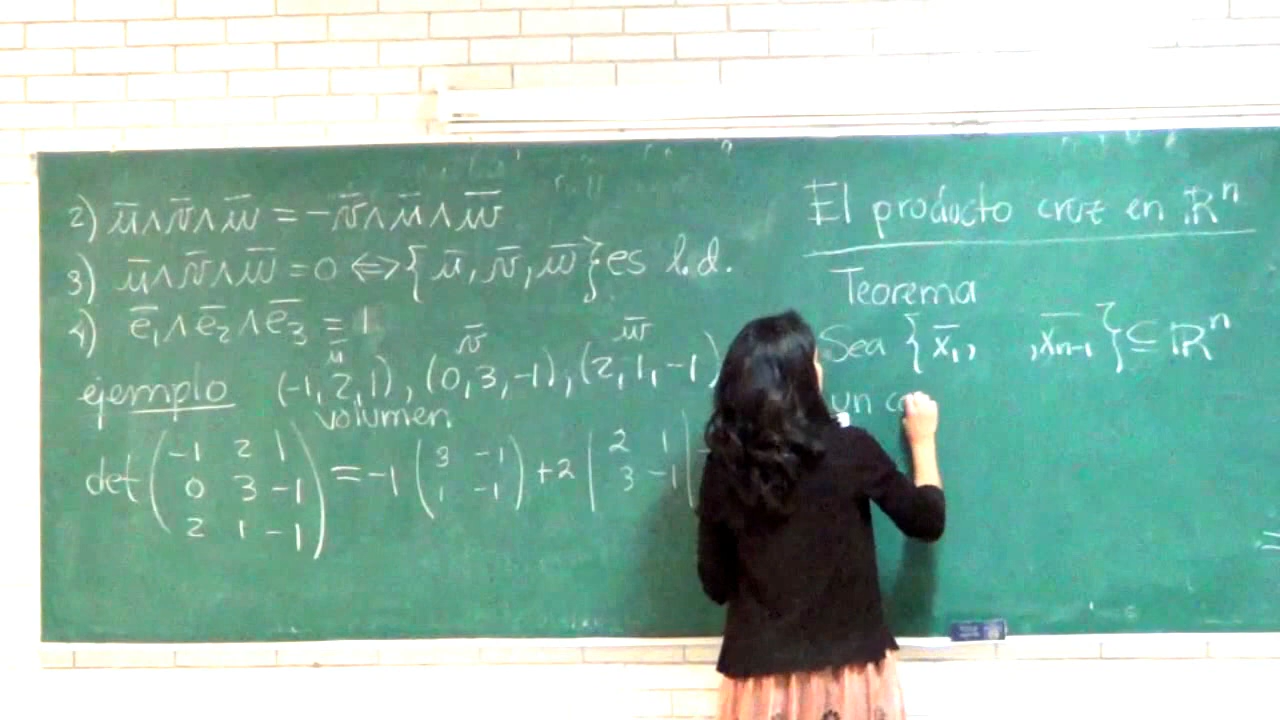 2) ū∧v̄∧w̄ = -v̄∧ū∧w̄
3) ū∧v̄∧w̄ = 0 ⟺ {ū, v̄, w̄} es l.d.
4) ē₁∧ē₂∧ē₃ = 1
ū v̄ w̄
ejemplo (-1, 2, 1), (0, 3, -1), (2, 1, -1)
volumen
det ( -1 2 1 ) = -1 ( 3 -1 ) + 2 | 2 1 |
0 3 -1 1 -1 3 -1
2 1 -1
El producto cruz en ℝⁿ
Teorema
Sea {x̄₁, , x̄ₙ₋₁} ⊆ ℝⁿ
un